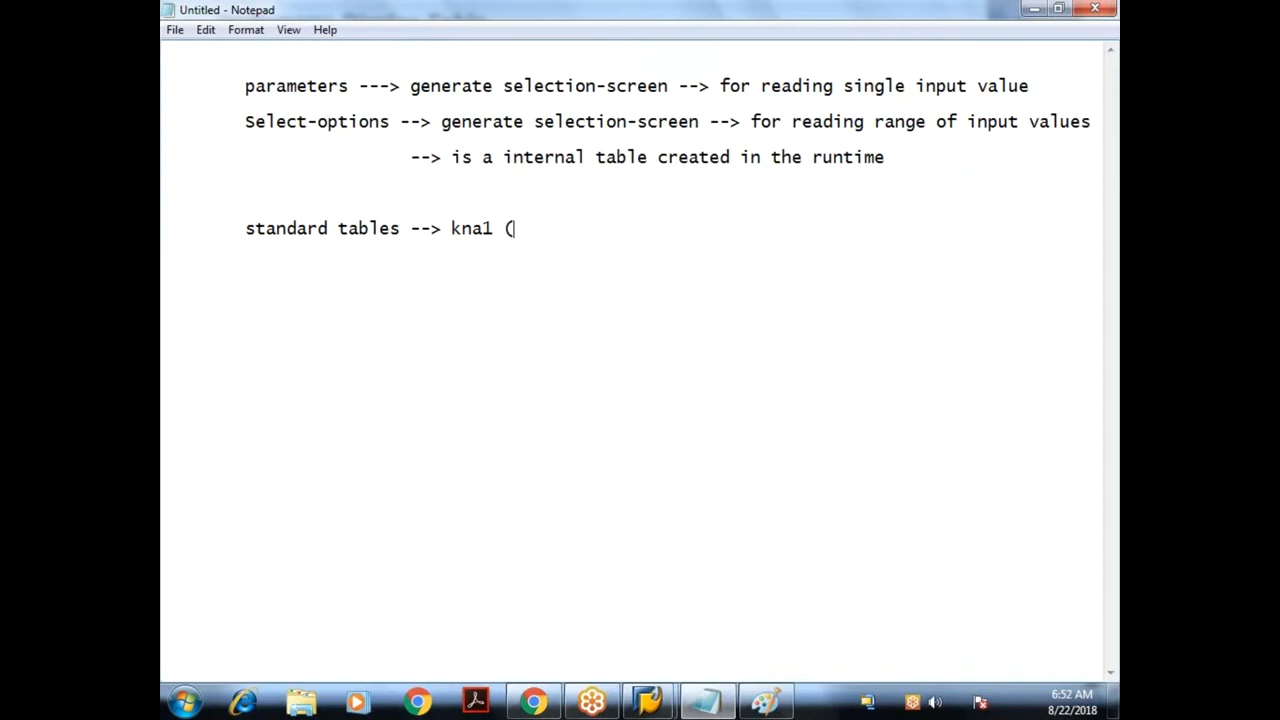 Untitled - Notepad
File Edit Format View Help
parameters ---> generate selection-screen --> for reading single input value
Select-options --> generate selection-screen --> for reading range of input values
--> is a internal table created in the runtime
standard tables --> kna1 (
6:52 AM
8/22/2018